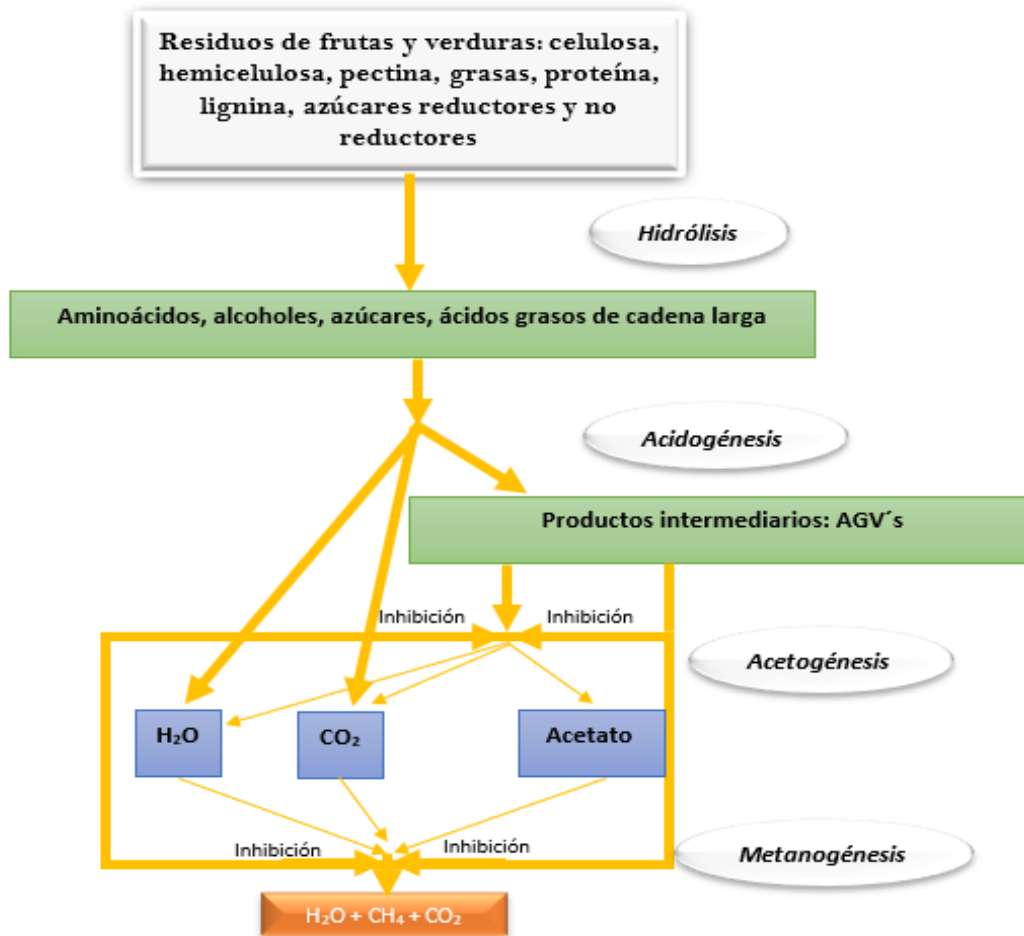 Residuos de frutas y verduras: celulosa,
hemicelulosa, pectina, grasas, proteína,
lignina, azúcares reductores y no
reductores
Hidrólisis
Aminoácidos, alcoholes, azúcares, ácidos grasos de cadena larga
Acidogénesis
Productos intermediarios: AGV´s
Inhibición
Inhibición
Acetogénesis
H₂O
CO₂
Acetato
Inhibición
Inhibición
Metanogénesis
H₂O + CH₄ + CO₂